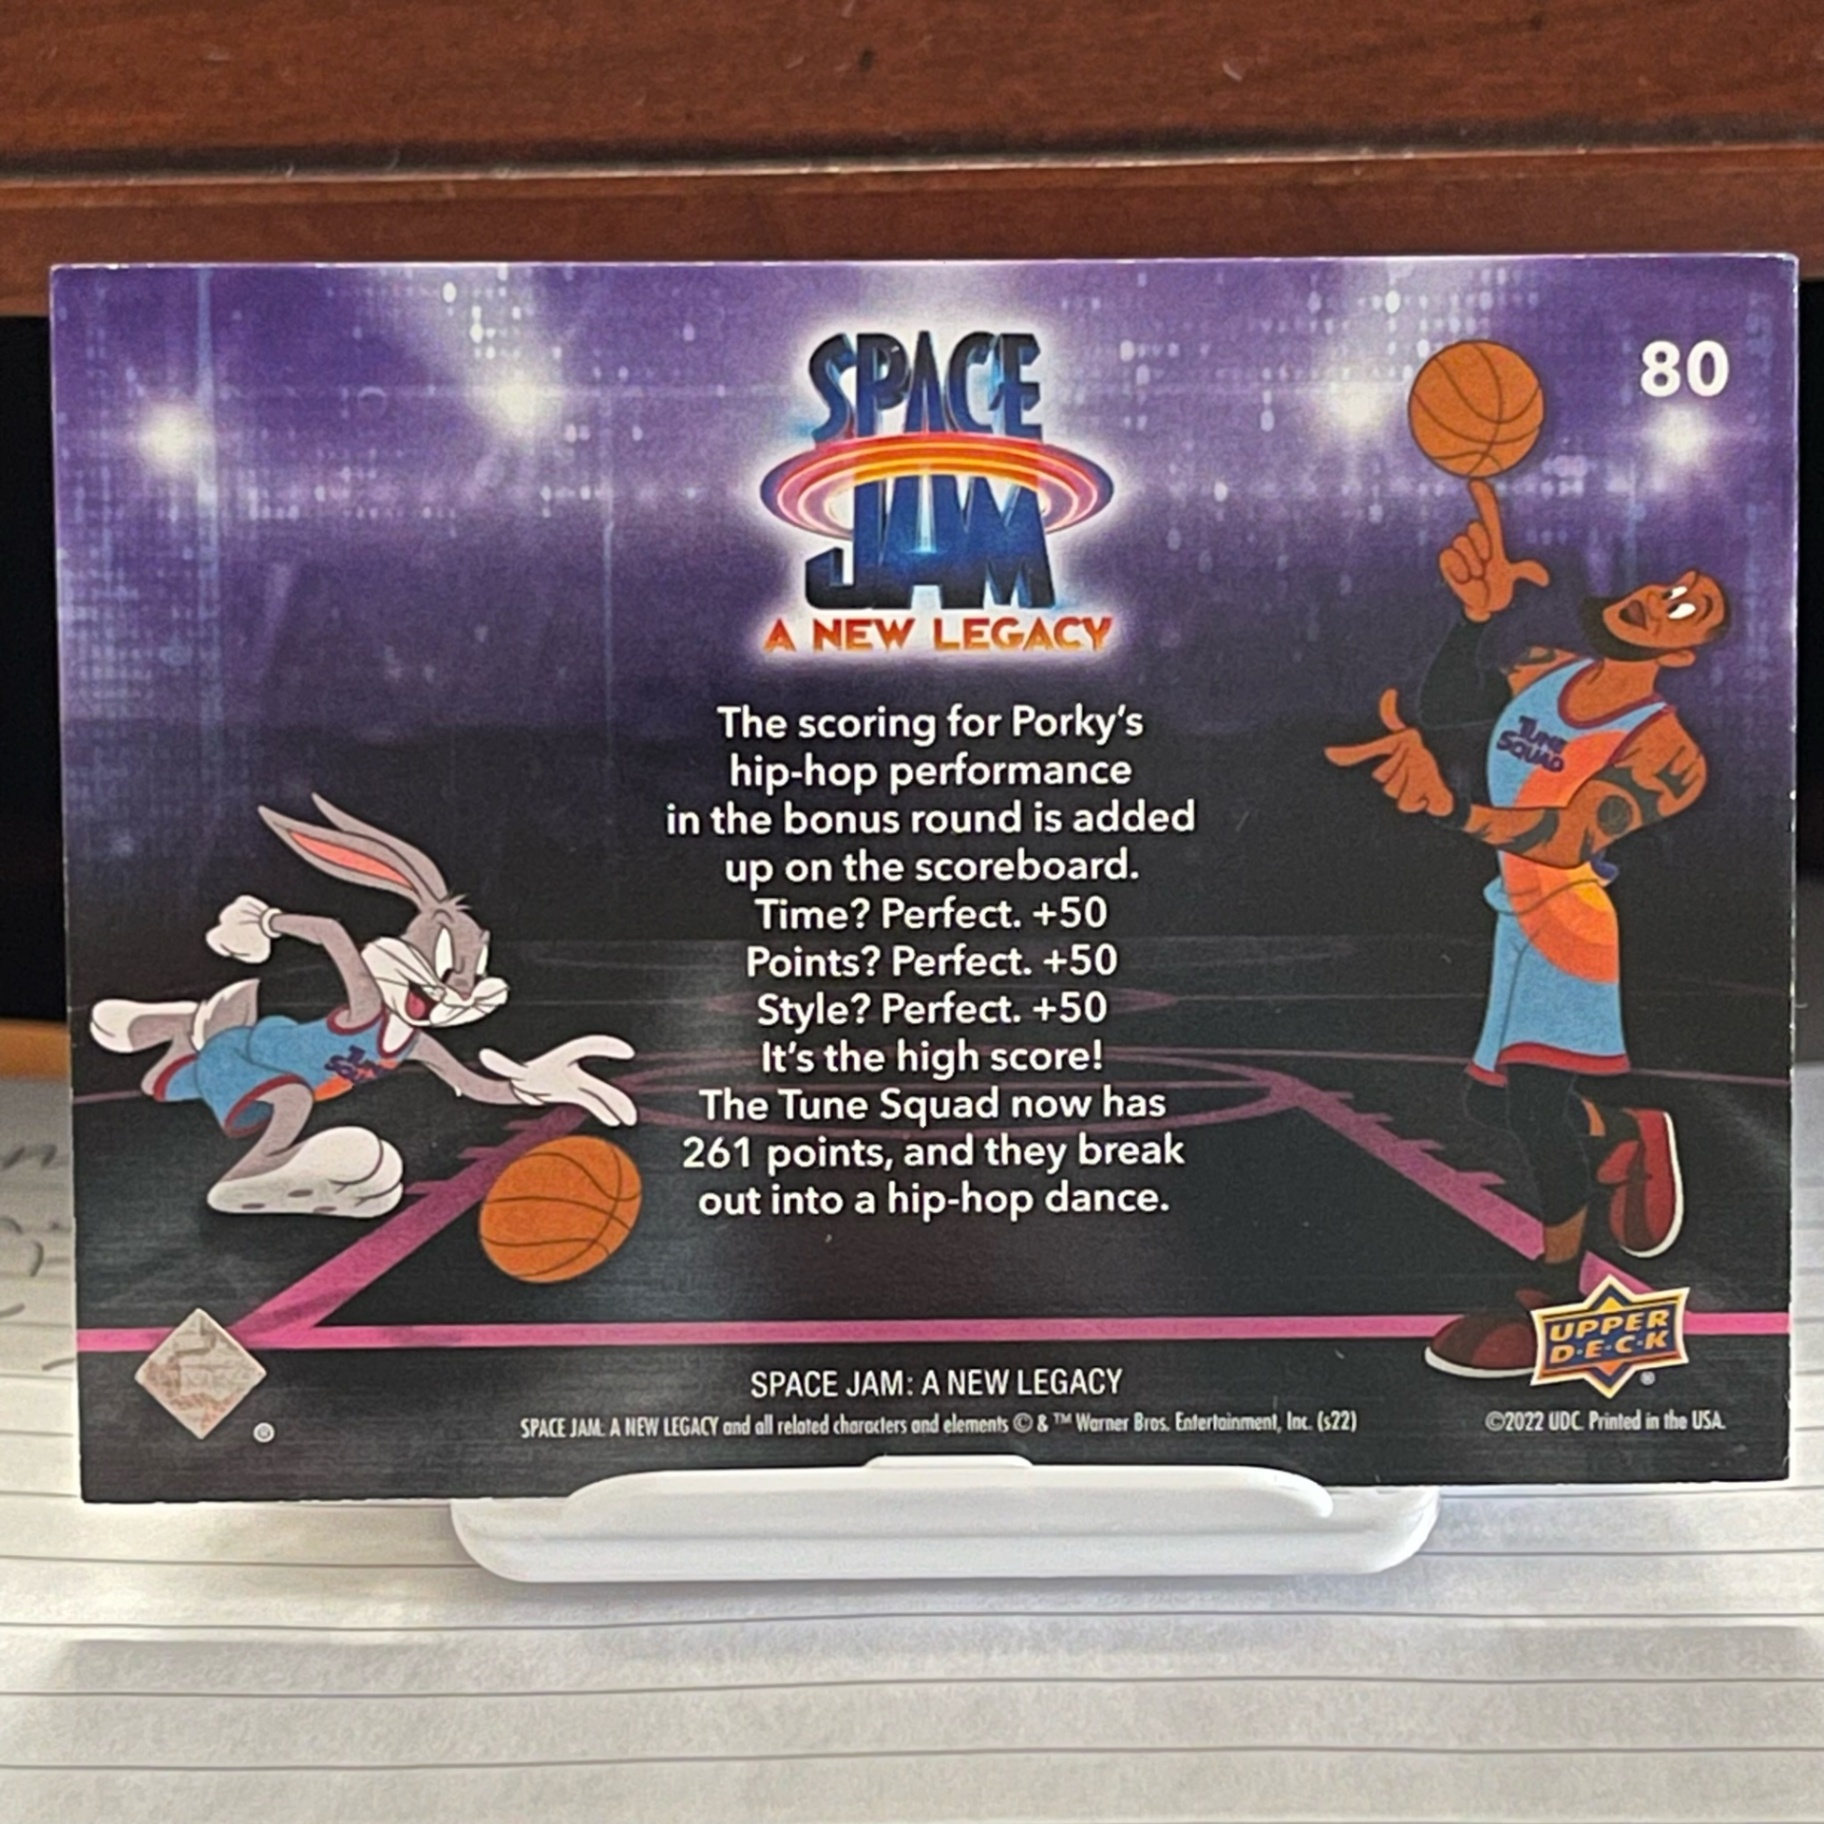 80
SPACE
JAM
A NEW LEGACY
The scoring for Porky's
hip-hop performance
in the bonus round is added
up on the scoreboard.
Time? Perfect. +50
Points? Perfect. +50
Style? Perfect. +50
It's the high score!
The Tune Squad now has
261 points, and they break
out into a hip-hop dance.
TUNE
SQUAD
UPPER
D·E·C·K
®
SPACE JAM: A NEW LEGACY
SPACE JAM: A NEW LEGACY and all related characters and elements © & ™ Warner Bros. Entertainment, Inc. (s22)
©2022 UDC. Printed in the USA.